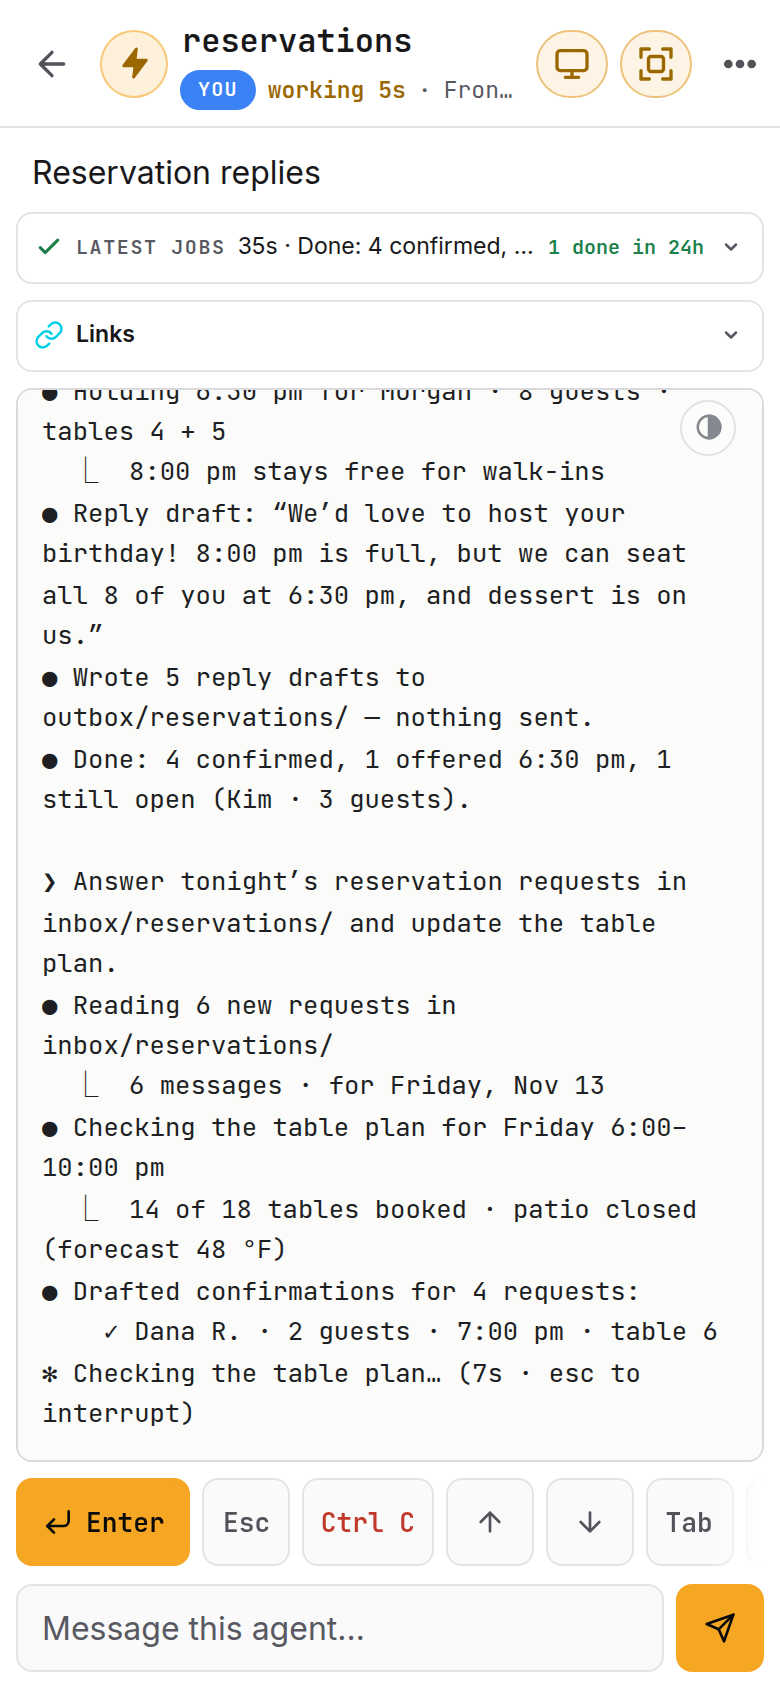 reservations
YOU working 5s · Fron…
Reservation replies
LATEST JOBS 35s · Done: 4 confirmed, ... 1 done in 24h
Links
● Holding 6:30 pm for Morgan · 8 guests ·
tables 4 + 5
⎿ 8:00 pm stays free for walk-ins
● Reply draft: “We’d love to host your
birthday! 8:00 pm is full, but we can seat
all 8 of you at 6:30 pm, and dessert is on
us.”
● Wrote 5 reply drafts to
outbox/reservations/ — nothing sent.
● Done: 4 confirmed, 1 offered 6:30 pm, 1
still open (Kim · 3 guests).
❯ Answer tonight’s reservation requests in
inbox/reservations/ and update the table
plan.
● Reading 6 new requests in
inbox/reservations/
⎿ 6 messages · for Friday, Nov 13
● Checking the table plan for Friday 6:00–
10:00 pm
⎿ 14 of 18 tables booked · patio closed
(forecast 48 °F)
● Drafted confirmations for 4 requests:
✓ Dana R. · 2 guests · 7:00 pm · table 6
✻ Checking the table plan… (7s · esc to
interrupt)
Enter Esc Ctrl C ↑ ↓ Tab
Message this agent...